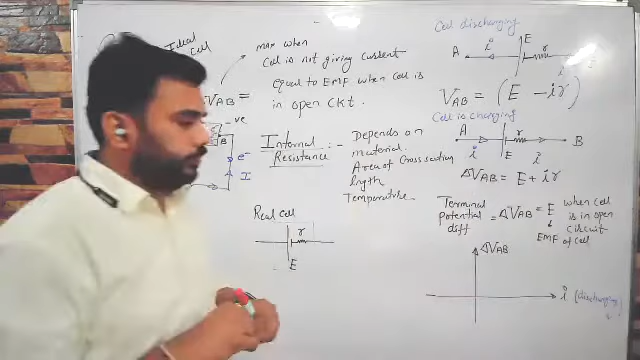 Ideal
Cell
max when
Cell is not giving current
VAB =
equal to EMF when cell is
in open CKt.
-ve
B
e-
I
Internal :- Depends on
Resistance
material.
Area of Cross section
length
Temperature
Real cell
r
E
Cell discharging
A
i
E
r
i
VAB = (E - ir)
Cell is charging
A
i
E
r
i
B
ΔVAB = E + ir
Terminal
potential
diff
= ΔVAB = E
when cell
is in open
circuit
EMF of cell
ΔVAB
i (discharging)